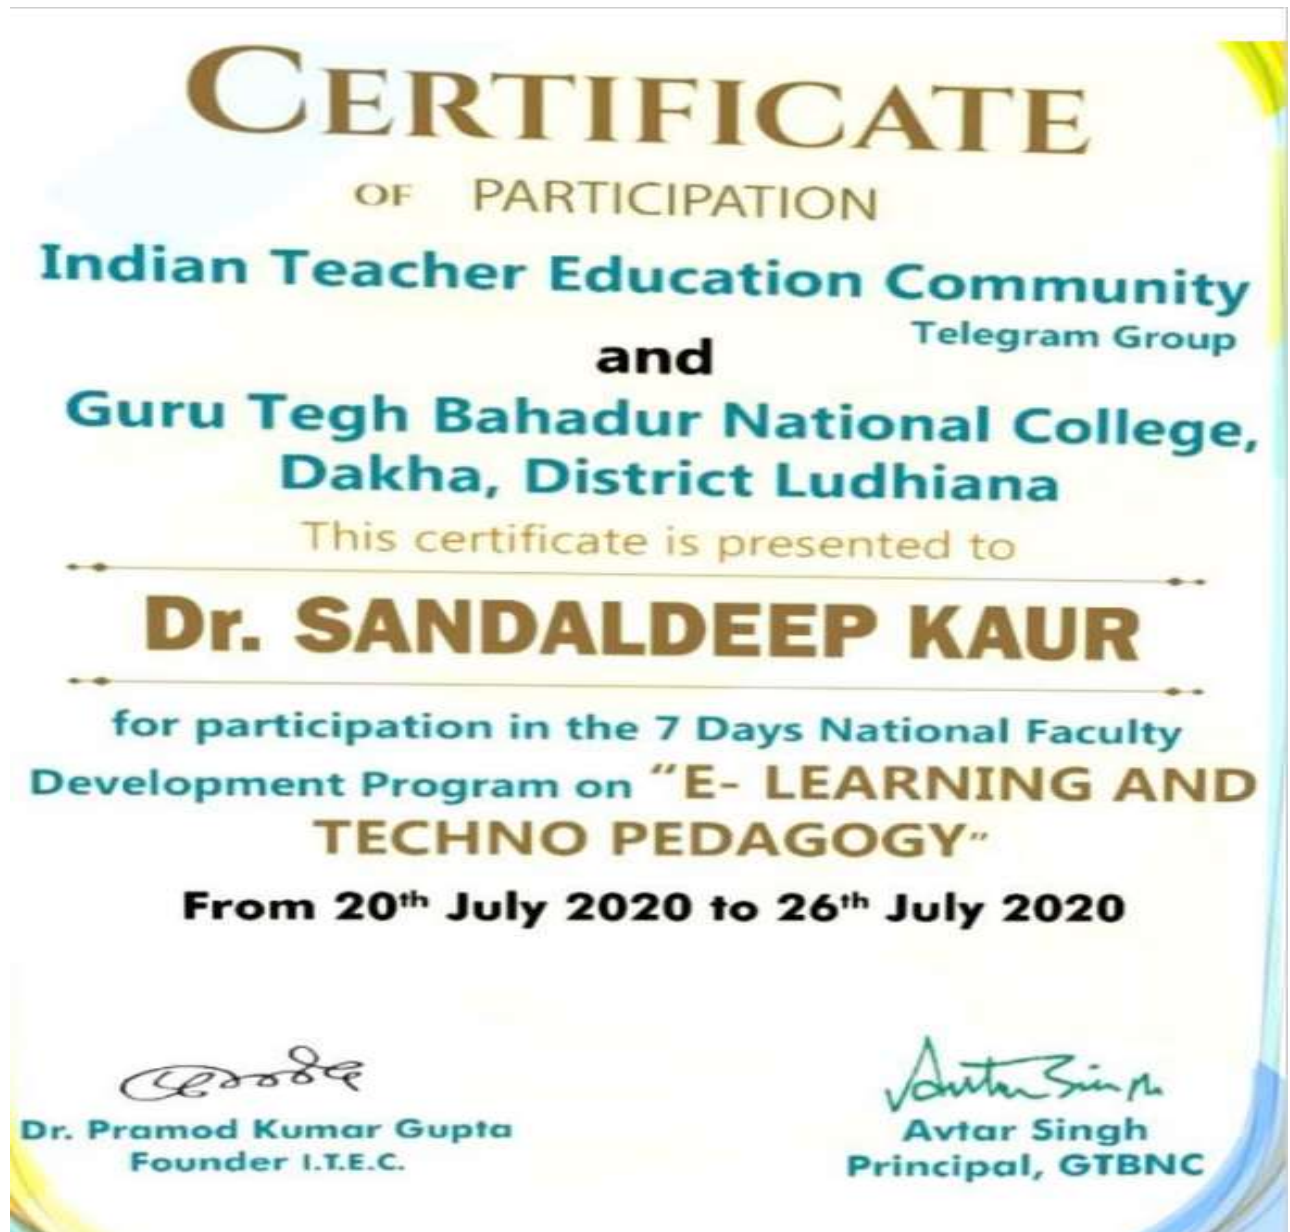 CERTIFICATE
OF PARTICIPATION
Indian Teacher Education Community
Telegram Group
and
Guru Tegh Bahadur National College,
Dakha, District Ludhiana
This certificate is presented to
Dr. SANDALDEEP KAUR
for participation in the 7 Days National Faculty
Development Program on “E- LEARNING AND
TECHNO PEDAGOGY”
From 20th July 2020 to 26th July 2020
Avtar Singh
Dr. Pramod Kumar Gupta
Founder I.T.E.C.
Avtar Singh
Principal, GTBNC